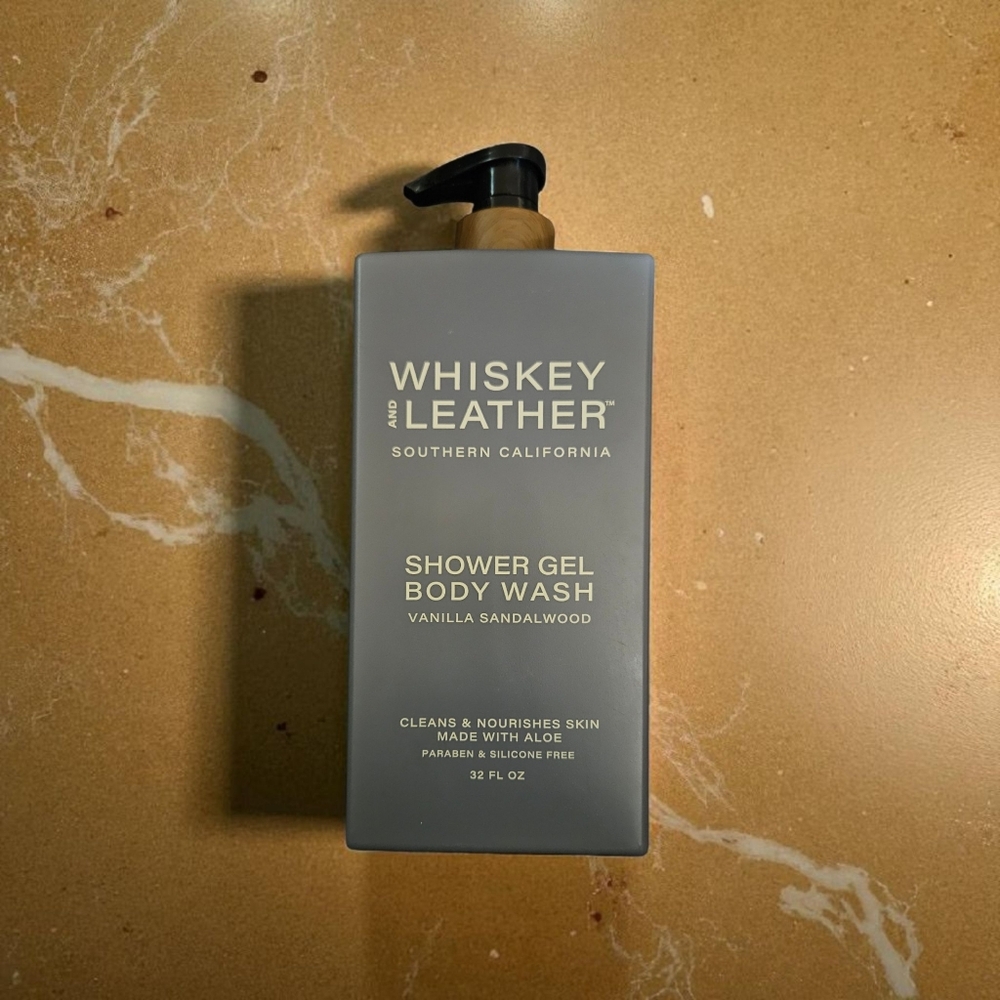 WHISKEY
AND LEATHER™
SOUTHERN CALIFORNIA
SHOWER GEL
BODY WASH
VANILLA SANDALWOOD
CLEANS & NOURISHES SKIN
MADE WITH ALOE
PARABEN & SILICONE FREE
32 FL OZ